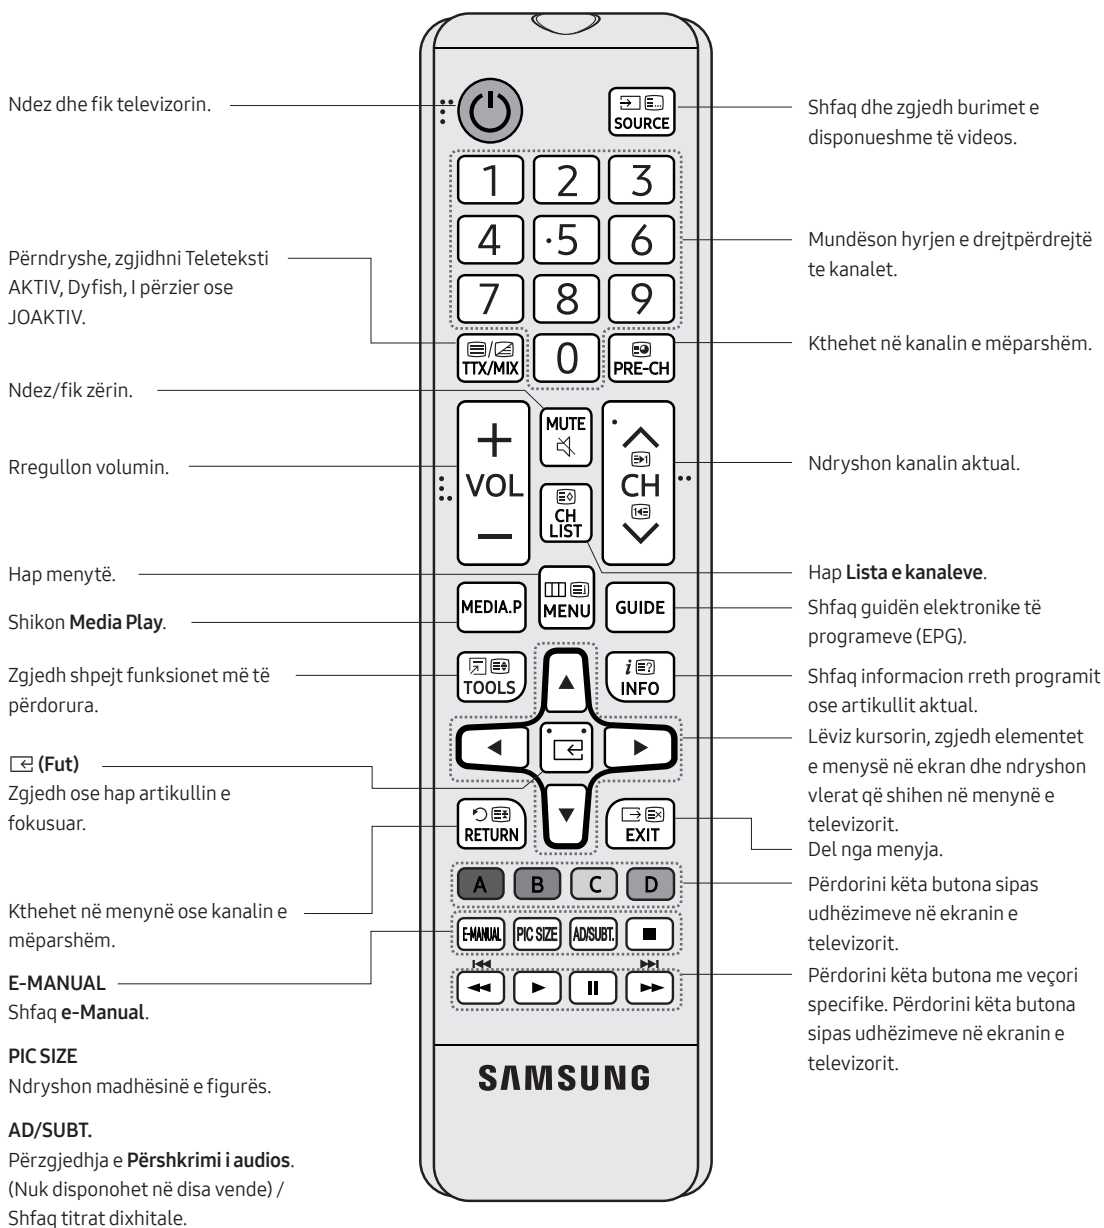 Ndez dhe fik televizorin.
Përndryshe, zgjidhni Teleteksti
AKTIV, Dyfish, I përzier ose
JOAKTIV.
Ndez/fik zërin.
Rregullon volumin.
Hap menytë.
Shikon Media Play.
Zgjedh shpejt funksionet më të
përdorura.
(Fut)
Zgjedh ose hap artikullin e
fokusuar.
Kthehet në menynë ose kanalin e
mëparshëm.
E-MANUAL
Shfaq e-Manual.
PIC SIZE
Ndryshon madhësinë e figurës.
AD/SUBT.
Përzgjedhja e Përshkrimi i audios.
(Nuk disponohet në disa vende) /
Shfaq titrat dixhitale.
SOURCE
1 2 3
4 5 6
7 8 9
TTX/MIX 0 PRE-CH
MUTE
+
VOL
—
CH
CH
LIST
MEDIA.P MENU GUIDE
TOOLS INFO
RETURN EXIT
A B C D
E-MANUAL PIC SIZE AD/SUBT.
SAMSUNG
Shfaq dhe zgjedh burimet e
disponueshme të videos.
Mundëson hyrjen e drejtpërdrejtë
te kanalet.
Kthehet në kanalin e mëparshëm.
Ndryshon kanalin aktual.
Hap Lista e kanaleve.
Shfaq guidën elektronike të
programeve (EPG).
Shfaq informacion rreth programit
ose artikullit aktual.
Lëviz kursorin, zgjedh elementet
e menysë në ekran dhe ndryshon
vlerat që shihen në menynë e
televizorit.
Del nga menyja.
Përdorini këta butona sipas
udhëzimeve në ekranin e
televizorit.
Përdorini këta butona me veçori
specifike. Përdorini këta butona
sipas udhëzimeve në ekranin e
televizorit.